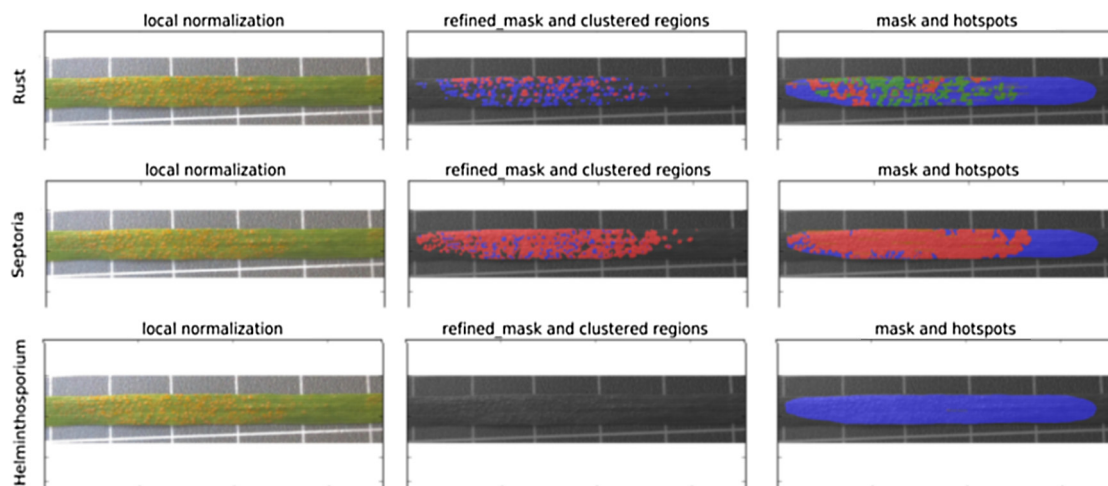 local normalization refined_mask and clustered regions mask and hotspots
Rust
local normalization refined_mask and clustered regions mask and hotspots
Septoria
local normalization refined_mask and clustered regions mask and hotspots
Helminthosporium